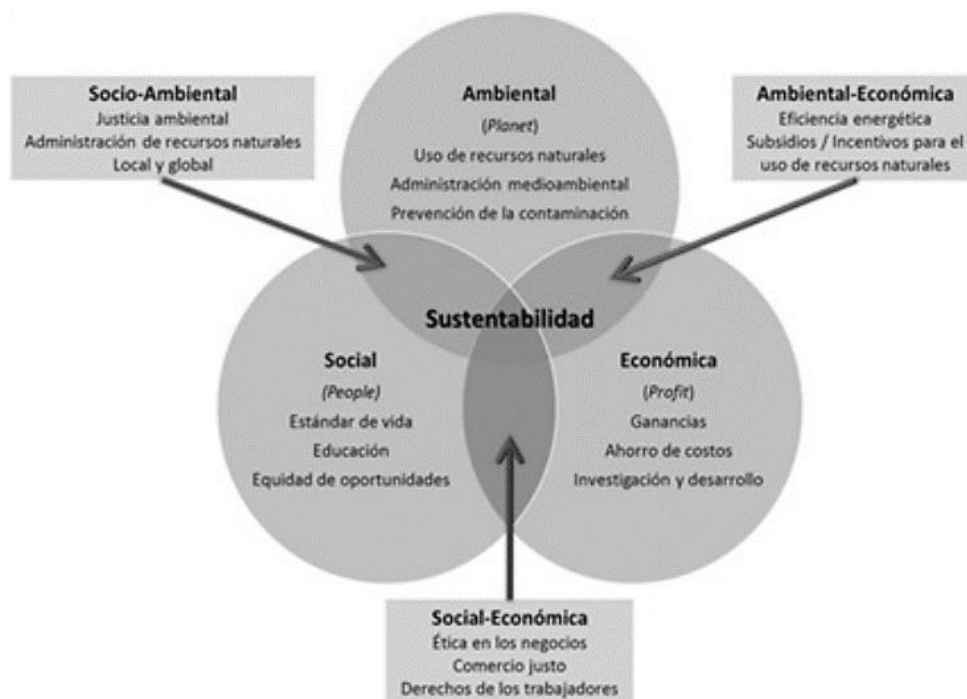 Socio-Ambiental
Justicia ambiental
Administración de recursos naturales
Local y global
Ambiental
(Planet)
Uso de recursos naturales
Administración medioambiental
Prevención de la contaminación
Ambiental-Económica
Eficiencia energética
Subsidios / Incentivos para el
uso de recursos naturales
Sustentabilidad
Social
(People)
Estándar de vida
Educación
Equidad de oportunidades
Económica
(Profit)
Ganancias
Ahorro de costos
Investigación y desarrollo
Social-Económica
Ética en los negocios
Comercio justo
Derechos de los trabajadores